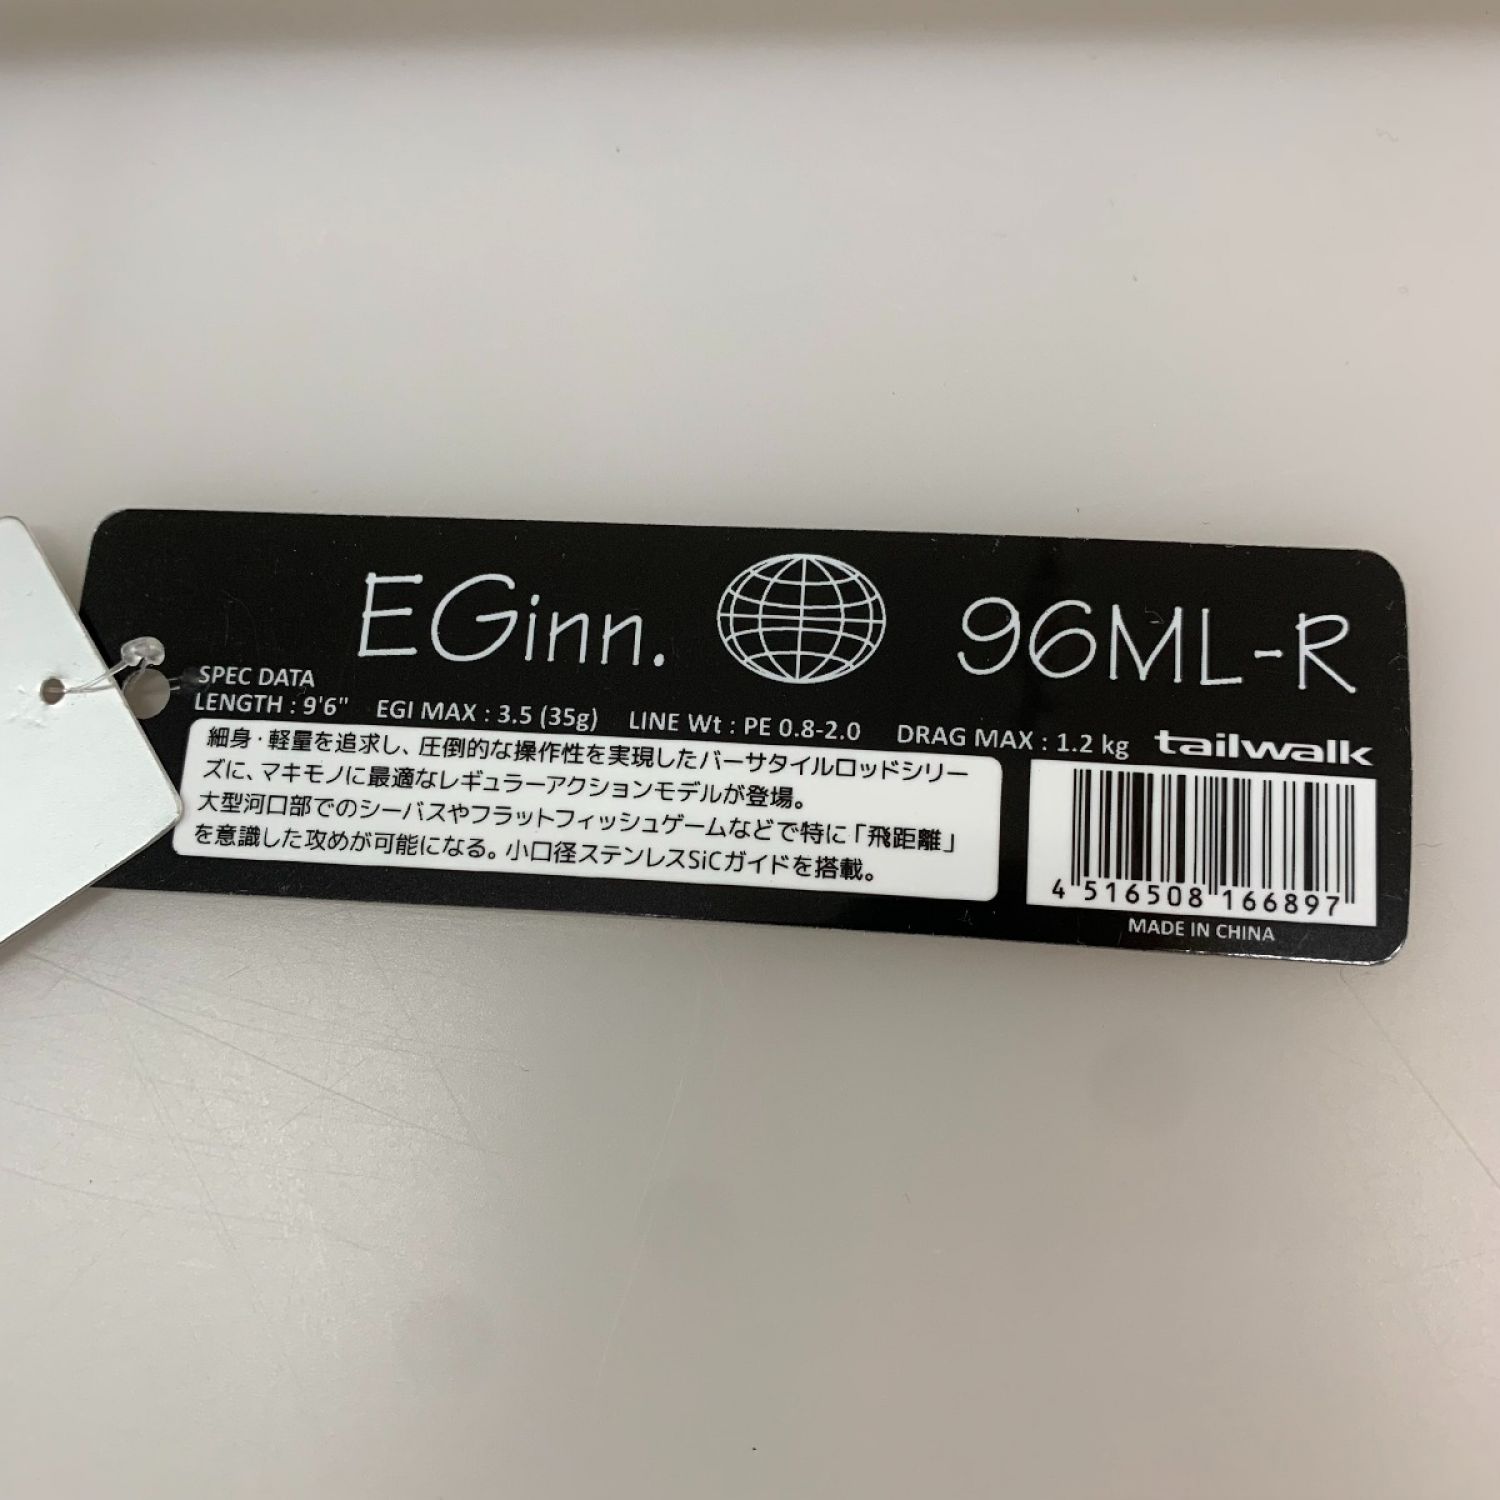 EGinn. 96ML-R
SPEC DATA
LENGTH : 9'6" EGI MAX : 3.5 (35g) LINE Wt : PE 0.8-2.0 DRAG MAX : 1.2 kg
tailwalk
細身・軽量を追求し、圧倒的な操作性を実現したバーサタイルロッドシリー
ズに、マキモノに最適なレギュラーアクションモデルが登場。
大型河口部でのシーバスやフラットフィッシュゲームなどで特に「飛距離」
を意識した攻めが可能になる。小口径ステンレスSiCガイドを搭載。
4 516508 166897
MADE IN CHINA